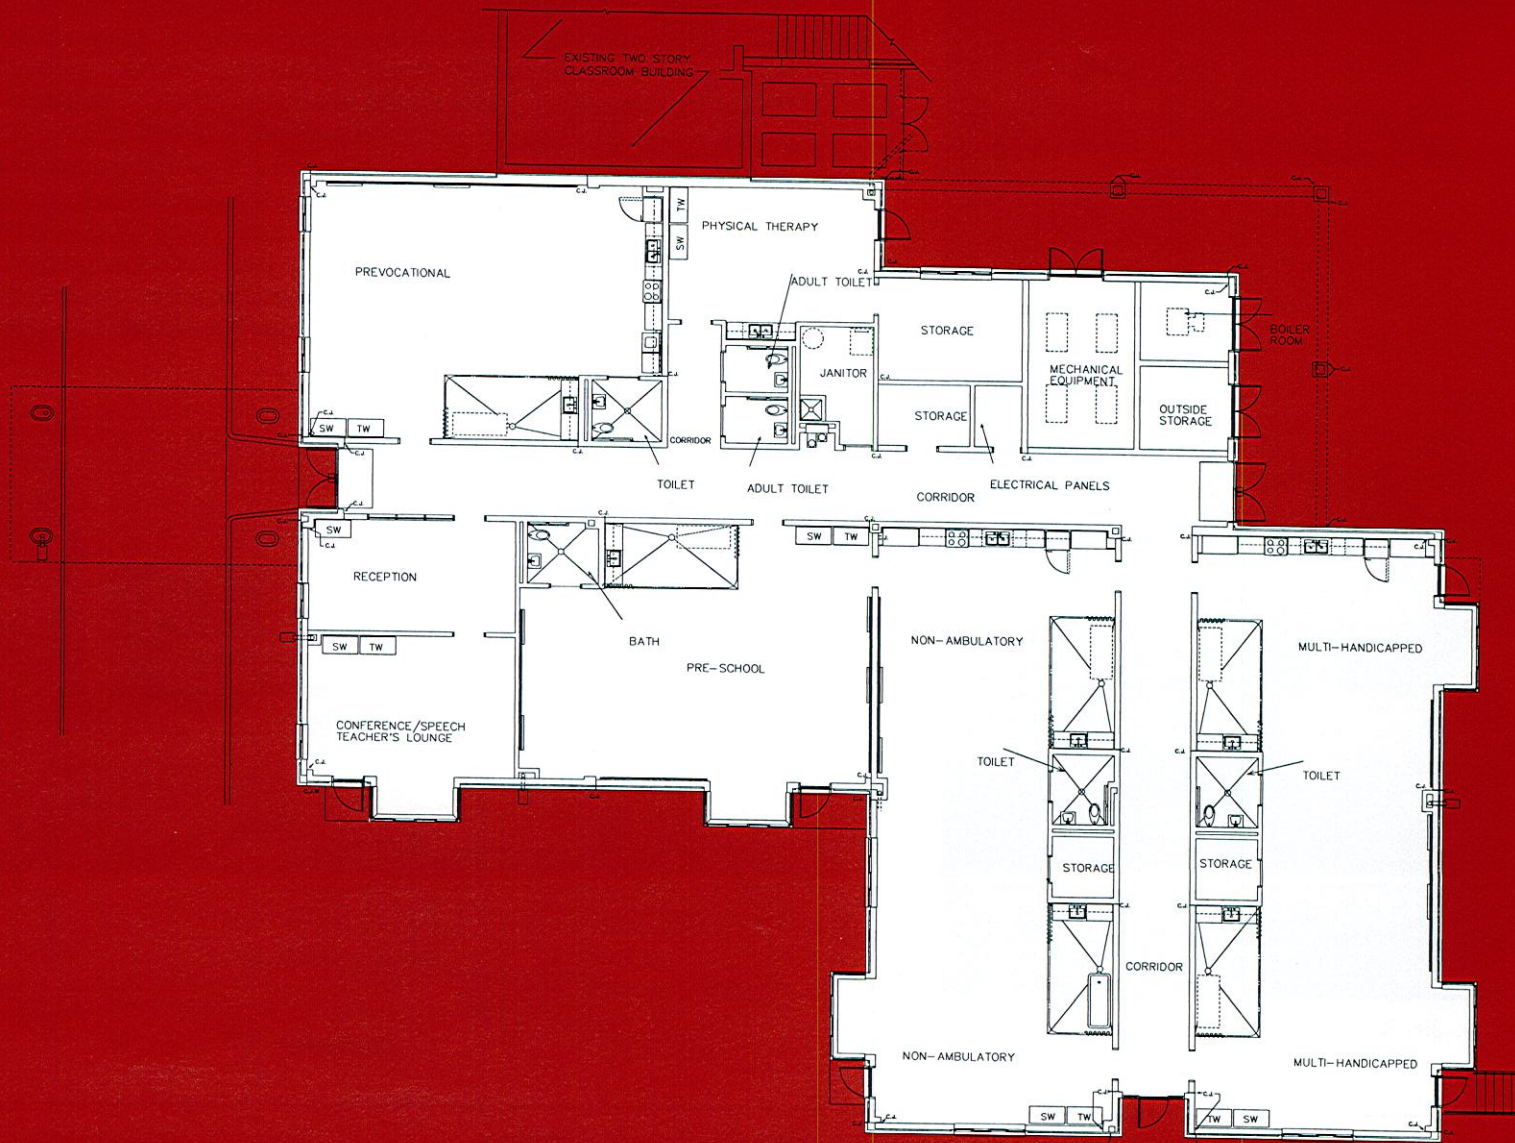 EXISTING TWO STORY
CLASSROOM BUILDING
C.J.
C.J.
C.J.
C.J.
C.J.
C.J.
TW
SW
PHYSICAL THERAPY
PREVOCATIONAL
C.J.
C.J.
ADULT TOILET
C.J.
STORAGE
BOILER
ROOM
MECHANICAL
EQUIPMENT
JANITOR
C.J.
C.J.
C.J.
OUTSIDE
STORAGE
STORAGE
C.J.
SW
TW
C.J.
CORRIDOR
C.J.
C.J.
C.J.
C.J.
C.J.
TOILET
ADULT TOILET
ELECTRICAL PANELS
CORRIDOR
C.J.
C.J.
C.J.
C.J.
C.J.
SW
SW
TW
C.J.
C.J.
C.J.
C.J.
RECEPTION
BATH
NON-AMBULATORY
MULTI-HANDICAPPED
C.J.
SW
TW
PRE-SCHOOL
CONFERENCE/SPEECH
TEACHER'S LOUNGE
C.J.
C.J.
C.J.
TOILET
TOILET
C.J.
C.J.
C.J.
C.J.
C.J.
C.J.
STORAGE
STORAGE
C.J.
C.J.
CORRIDOR
NON-AMBULATORY
MULTI-HANDICAPPED
C.J.
C.J.
SW
TW
TW
SW
C.J.
C.J.
C.J.
C.J.